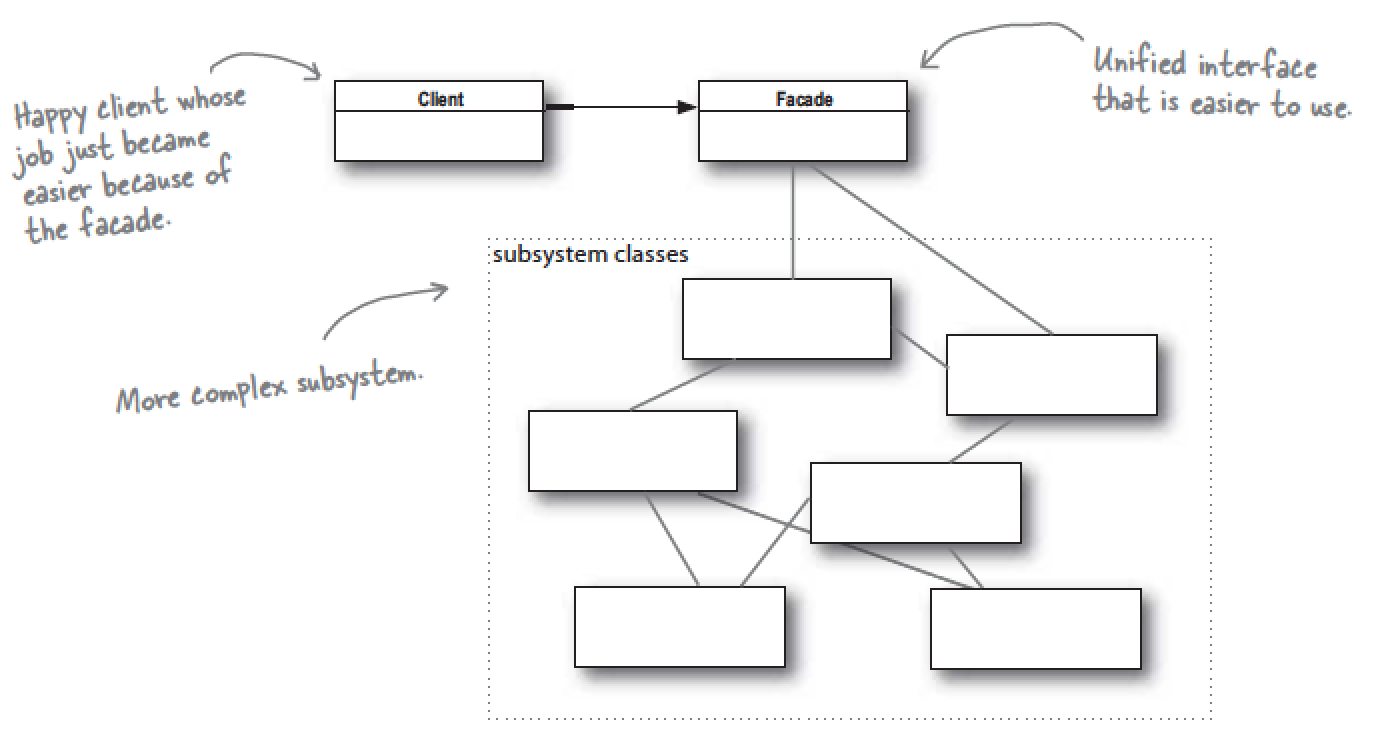 Client
Facade
Unified interface
that is easier to use.
Happy client whose
job just became
easier because of
the facade.
subsystem classes
More complex subsystem.